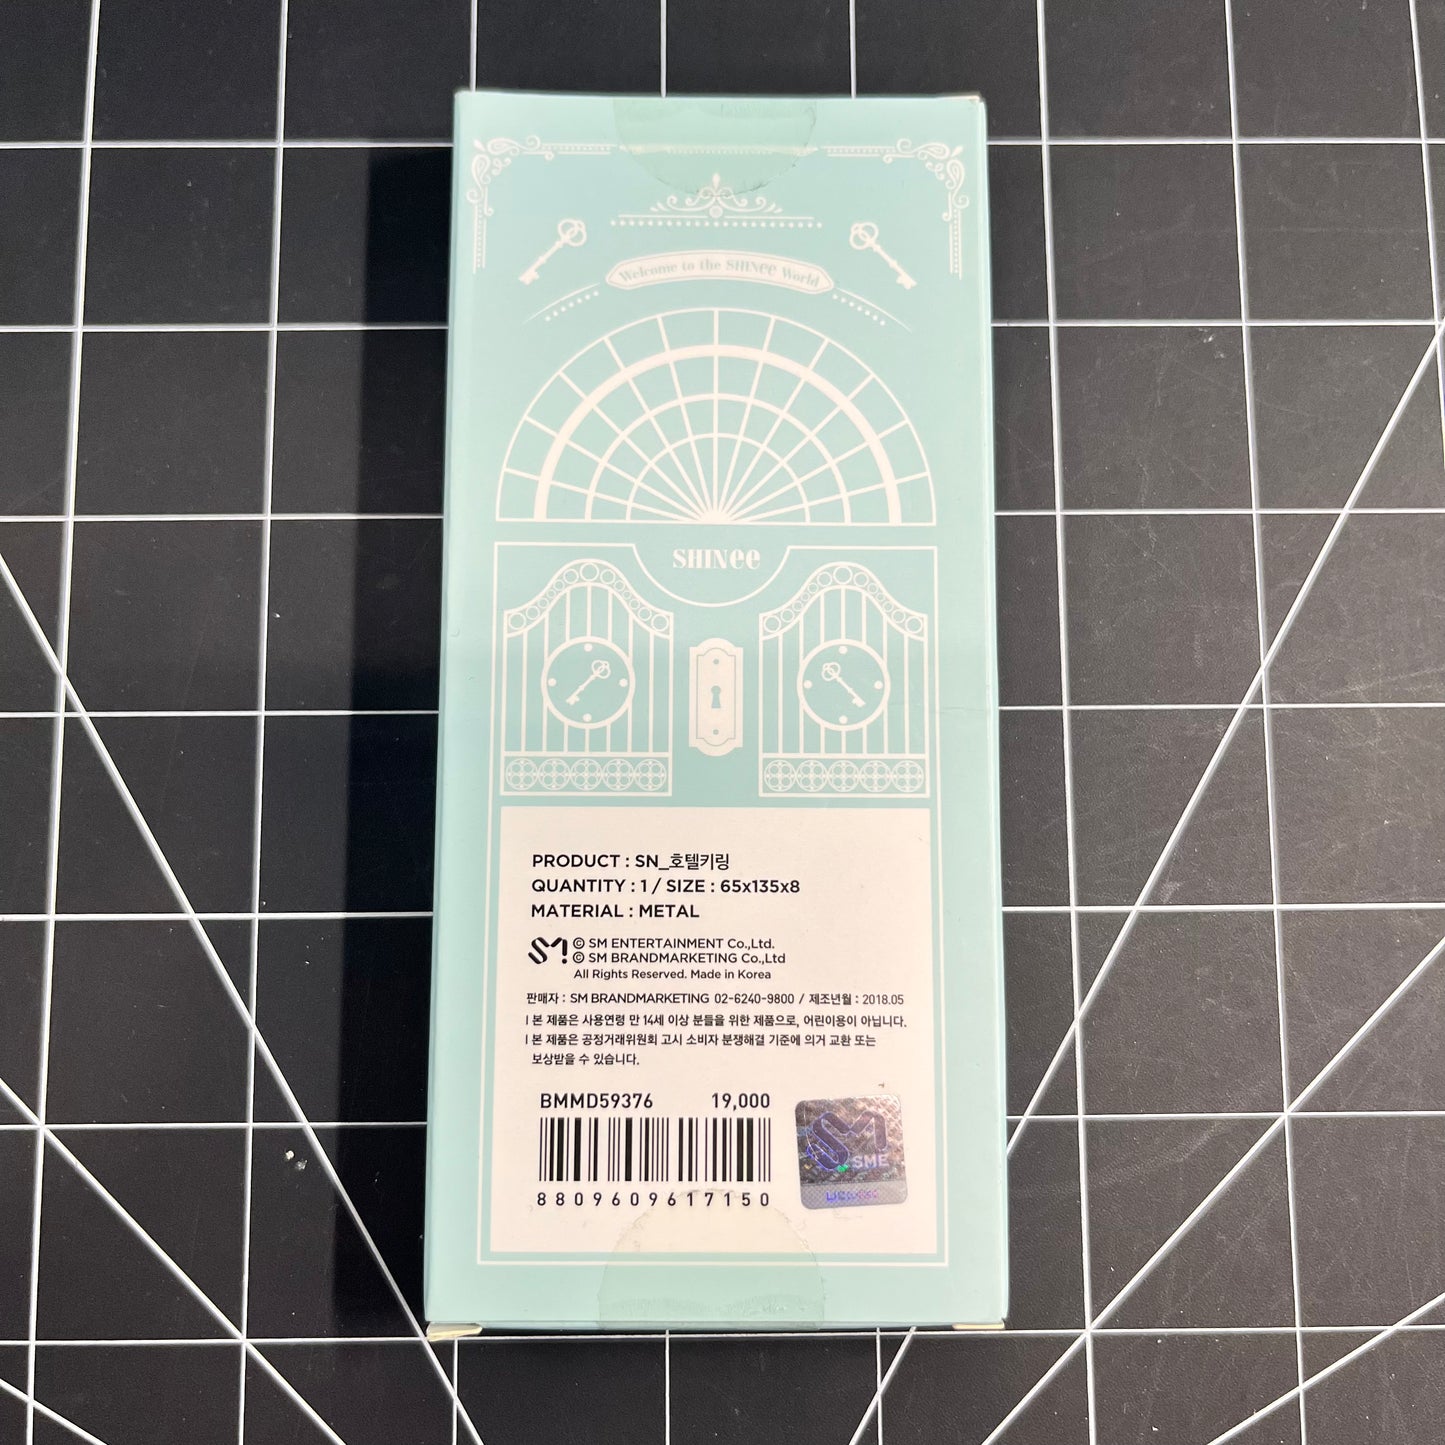 Welcome to the SHINee World
SHINee
PRODUCT : SN_호텔키링
QUANTITY : 1 / SIZE : 65x135x8
MATERIAL : METAL
SM! © SM ENTERTAINMENT Co.,Ltd.
© SM BRANDMARKETING Co.,Ltd
All Rights Reserved. Made in Korea
판매자 : SM BRANDMARKETING 02-6240-9800 / 제조년월 : 2018.05
| 본 제품은 사용연령 만 14세 이상 분들을 위한 제품으로, 어린이용이 아닙니다.
| 본 제품은 공정거래위원회 고시 소비자 분쟁해결 기준에 의거 교환 또는
보상받을 수 있습니다.
BMMD59376 19,000
8809609617150
SM
SME